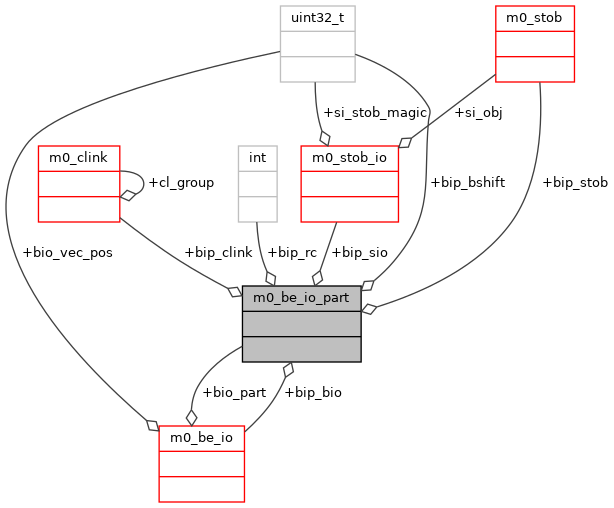 uint32_t
m0_stob
+si_stob_magic
+si_obj
m0_clink
int
m0_stob_io
+cl_group
+bip_bshift
+bip_stob
+bio_vec_pos
+bip_clink
+bip_rc
+bip_sio
m0_be_io_part
+bio_part
+bip_bio
m0_be_io